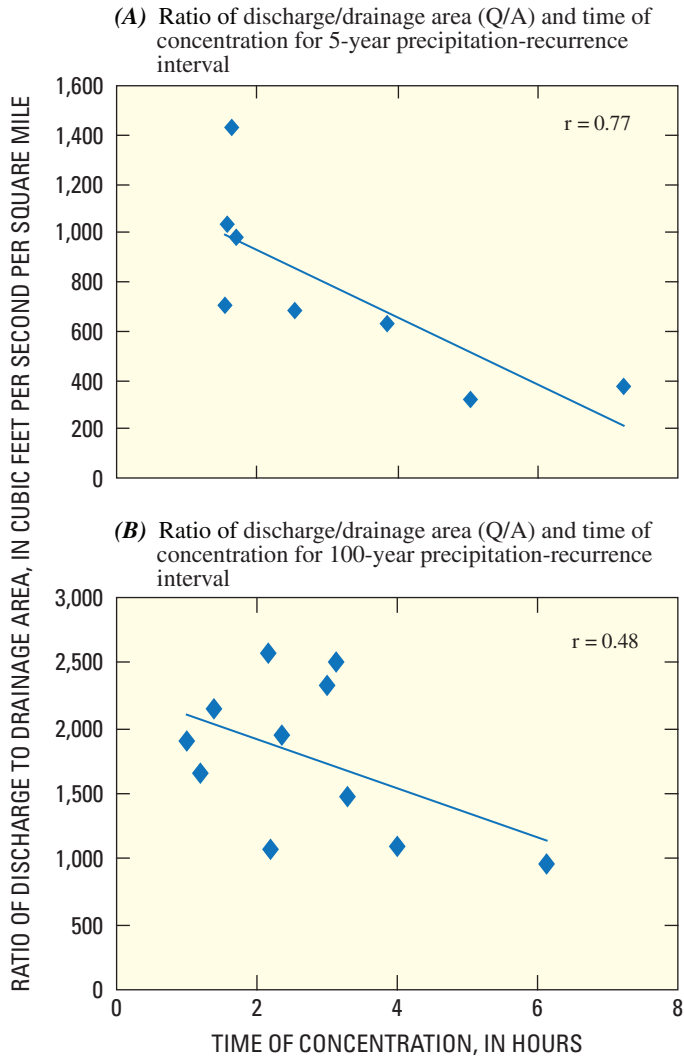 (A) Ratio of discharge/drainage area (Q/A) and time of
concentration for 5-year precipitation-recurrence
interval
1,600
1,400
1,200
1,000
800
600
400
200
0
r = 0.77
(B) Ratio of discharge/drainage area (Q/A) and time of
concentration for 100-year precipitation-recurrence
interval
3,000
2,500
2,000
1,500
1,000
500
0
r = 0.48
0 2 4 6 8
TIME OF CONCENTRATION, IN HOURS
RATIO OF DISCHARGE TO DRAINAGE AREA, IN CUBIC FEET PER SECOND PER SQUARE MILE